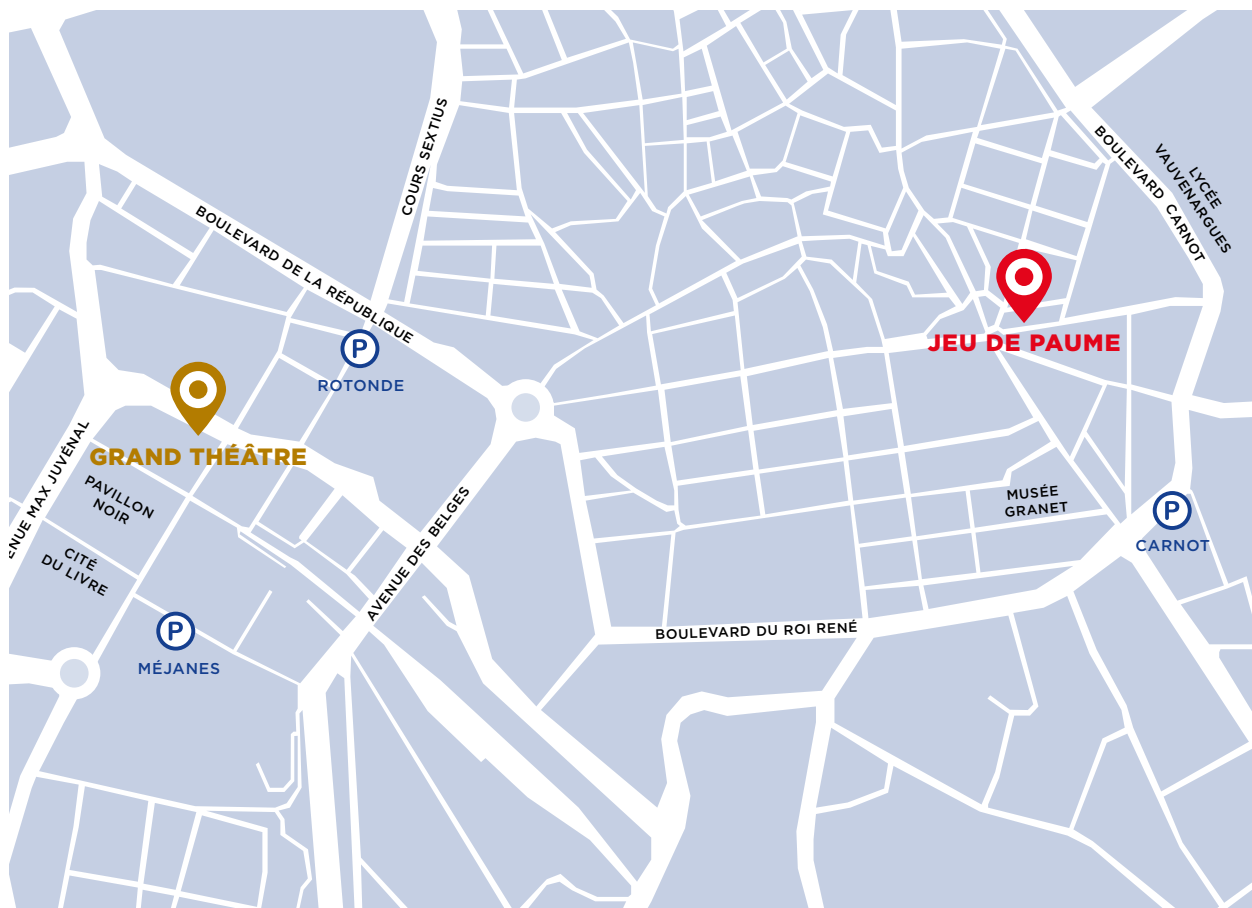 COURS SEXTIUS
BOULEVARD CARNOT
LYCÉE
VAUVENARGUES
BOULEVARD DE LA RÉPUBLIQUE
P
ROTONDE
JEU DE PAUME
GRAND THÉÂTRE
ENUE MAX JUVÉNAL
PAVILLON
NOIR
CITÉ
DU LIVRE
AVENUE DES BELGES
MUSÉE
GRANET
P
CARNOT
P
MÉJANES
BOULEVARD DU ROI RENÉ